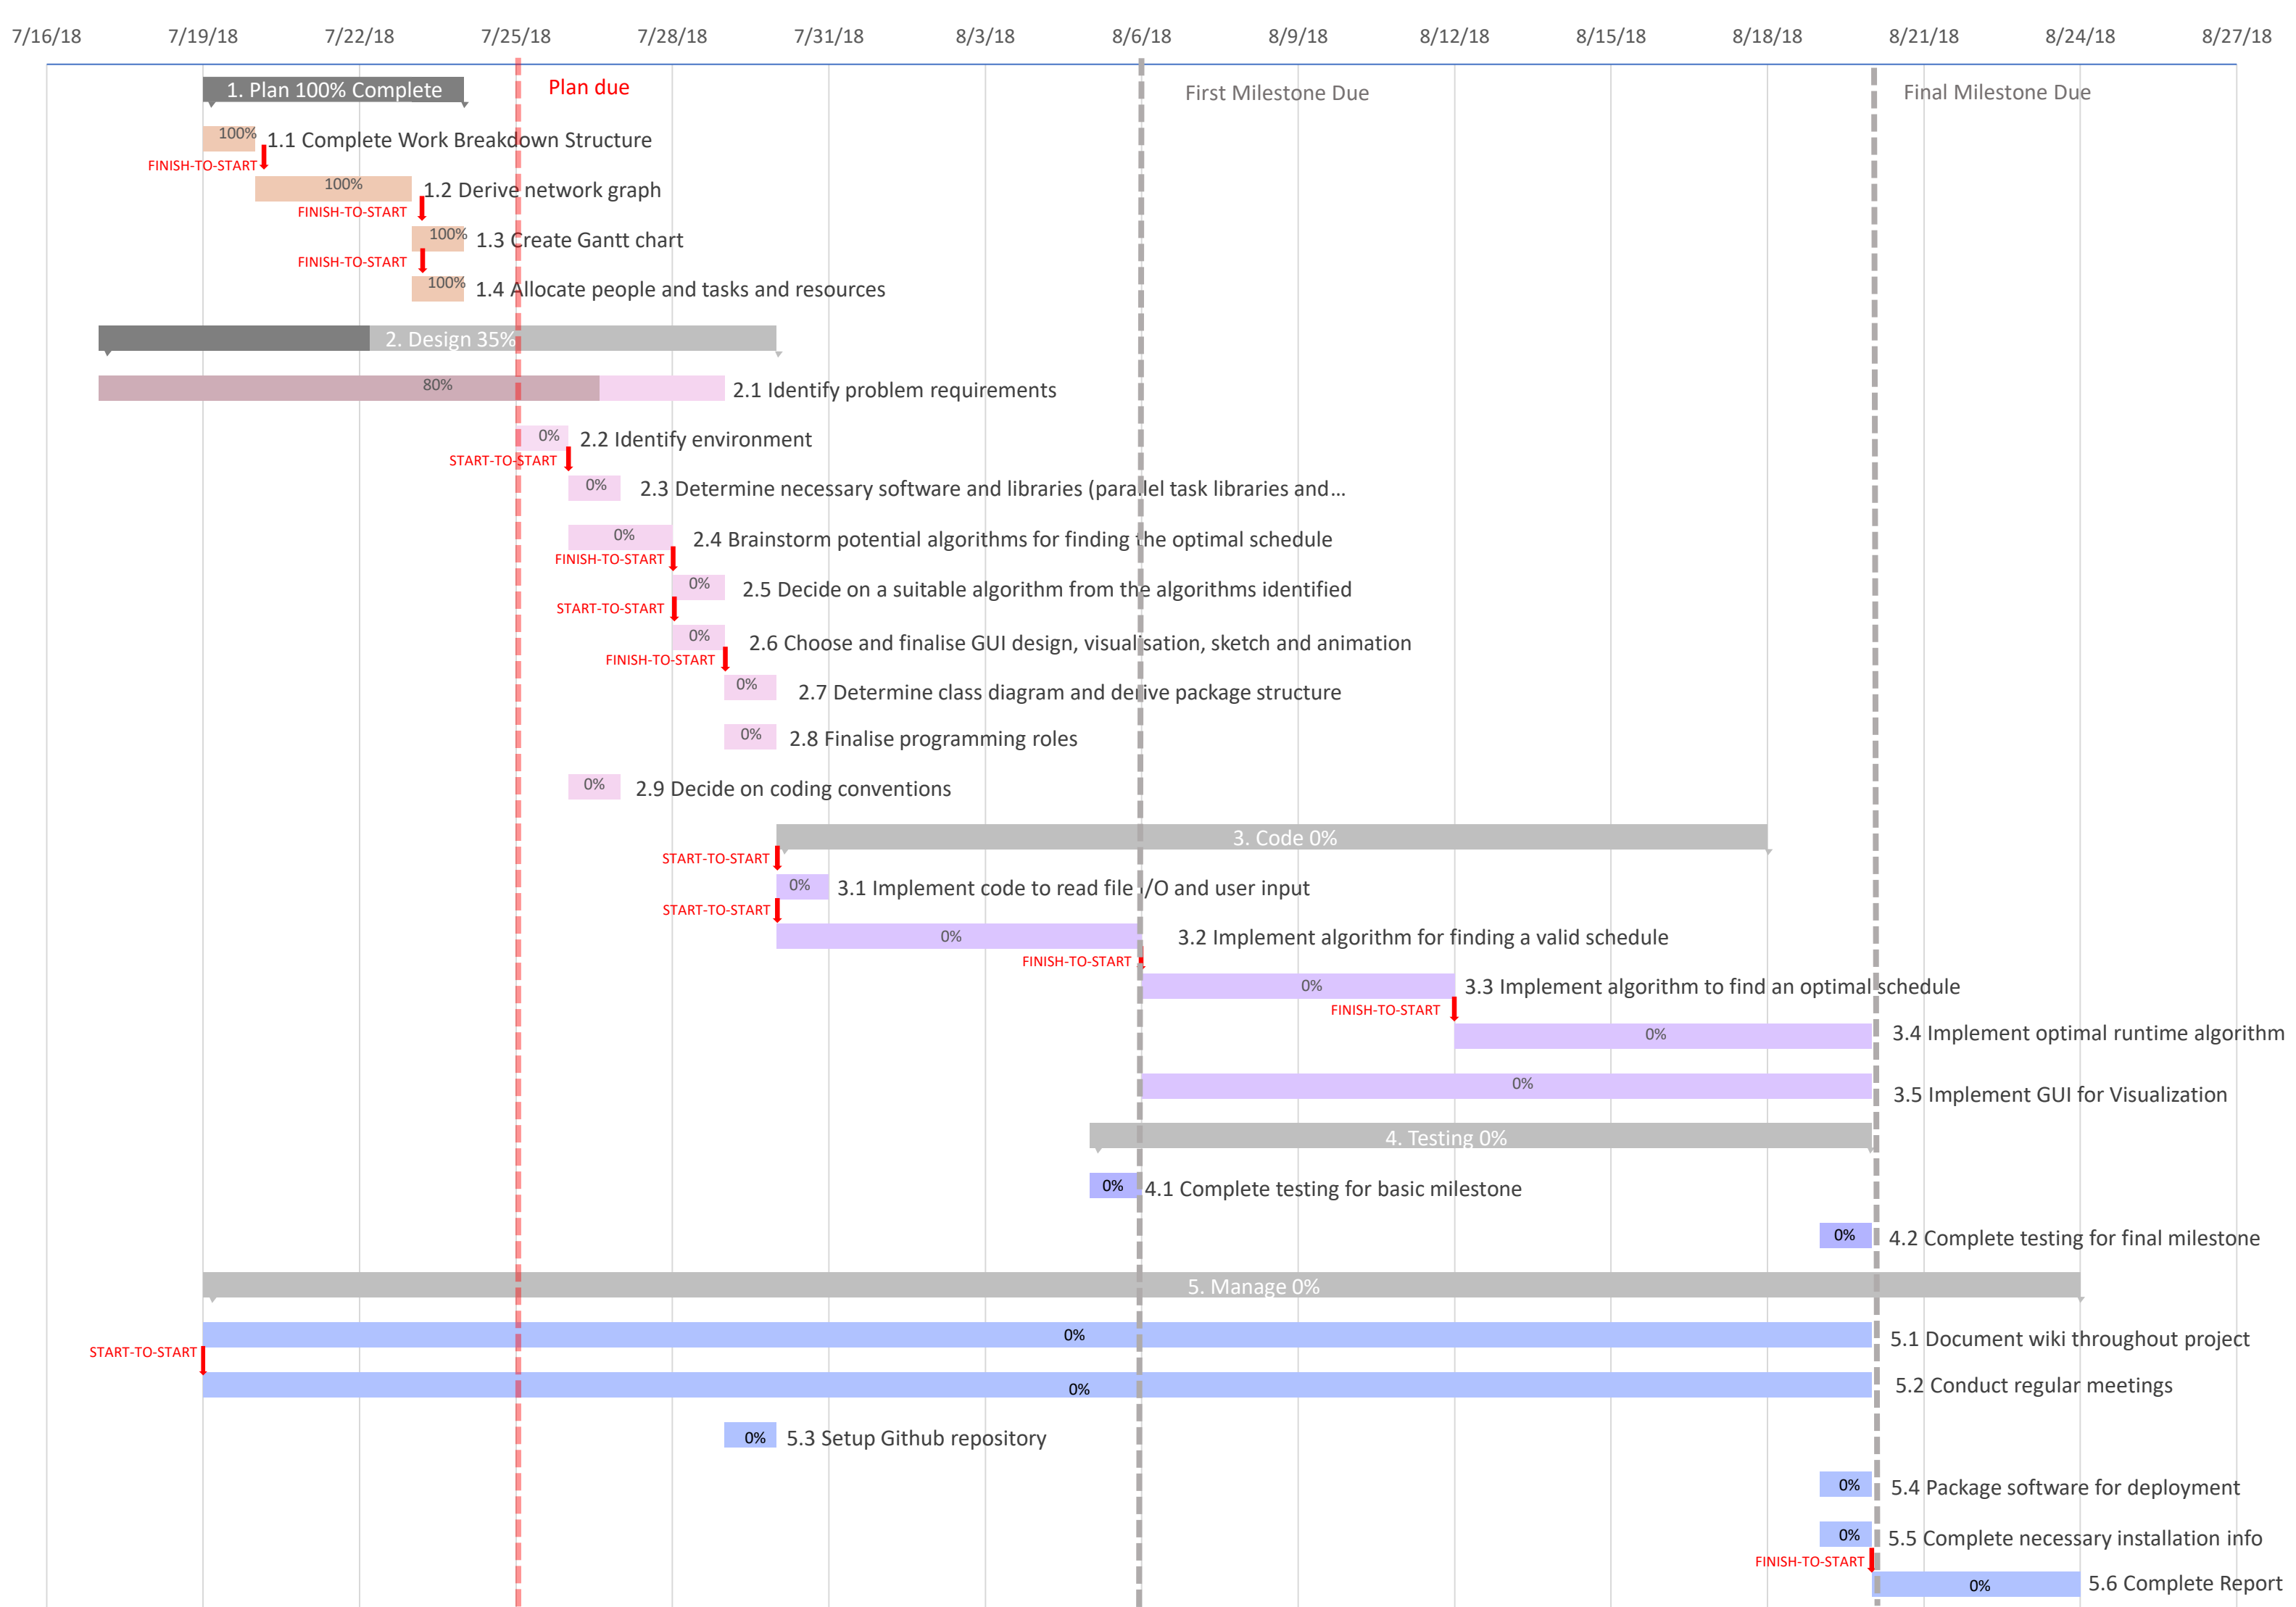 7/16/18 7/19/18 7/22/18 7/25/18 7/28/18 7/31/18 8/3/18 8/6/18 8/9/18 8/12/18 8/15/18 8/18/18 8/21/18 8/24/18 8/27/18
1. Plan 100% Complete
Plan due
First Milestone Due
Final Milestone Due
100% 1.1 Complete Work Breakdown Structure
FINISH-TO-START
100% 1.2 Derive network graph
FINISH-TO-START
100% 1.3 Create Gantt chart
FINISH-TO-START
100% 1.4 Allocate people and tasks and resources
2. Design 35%
80% 2.1 Identify problem requirements
0% 2.2 Identify environment
START-TO-START
0% 2.3 Determine necessary software and libraries (parallel task libraries and...
0% 2.4 Brainstorm potential algorithms for finding the optimal schedule
FINISH-TO-START
0% 2.5 Decide on a suitable algorithm from the algorithms identified
START-TO-START
0% 2.6 Choose and finalise GUI design, visualisation, sketch and animation
FINISH-TO-START
0% 2.7 Determine class diagram and derive package structure
0% 2.8 Finalise programming roles
0% 2.9 Decide on coding conventions
3. Code 0%
START-TO-START
0% 3.1 Implement code to read file I/O and user input
START-TO-START
0% 3.2 Implement algorithm for finding a valid schedule
FINISH-TO-START
0% 3.3 Implement algorithm to find an optimal schedule
FINISH-TO-START
0% 3.4 Implement optimal runtime algorithm
0% 3.5 Implement GUI for Visualization
4. Testing 0%
0% 4.1 Complete testing for basic milestone
0% 4.2 Complete testing for final milestone
5. Manage 0%
0% 5.1 Document wiki throughout project
START-TO-START
0% 5.2 Conduct regular meetings
0% 5.3 Setup Github repository
0% 5.4 Package software for deployment
0% 5.5 Complete necessary installation info
FINISH-TO-START
0% 5.6 Complete Report